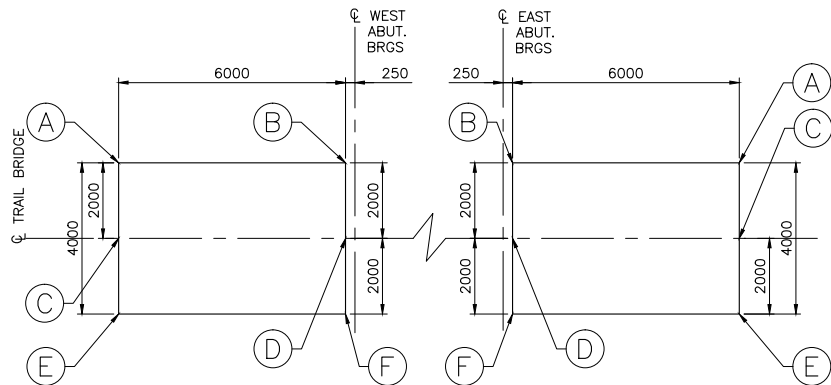 ℄ WEST
ABUT.
BRGS
℄ EAST
ABUT.
BRGS
6000
250
250
6000
A
B
B
A
C
℄ TRAIL BRIDGE
2000
4000
2000
2000
2000
2000
2000
4000
C
D
E
F
F
D
E